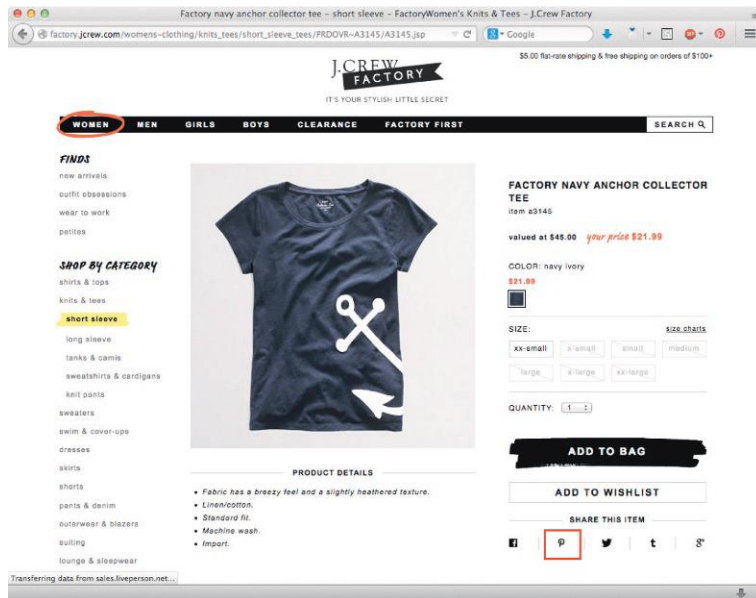 Factory navy anchor collector tee – short sleeve – FactoryWomen's Knits & Tees – J.Crew Factory
factory.jcrew.com/womens-clothing/knits_tees/short_sleeve_tees/PRDOVR~A3145/A3145.jsp
Google
$5.00 flat-rate shipping & free shipping on orders of $100+
J.CREW
FACTORY
IT'S YOUR STYLISH LITTLE SECRET
WOMEN MEN GIRLS BOYS CLEARANCE FACTORY FIRST SEARCH
FINDS
new arrivals
outfit obsessions
wear to work
petites
SHOP BY CATEGORY
shirts & tops
knits & tees
short sleeve
long sleeve
tanks & camis
sweatshirts & cardigans
knit pants
sweaters
swim & cover-ups
dresses
skirts
shorts
pants & denim
outerwear & blazers
suiting
lounge & sleepwear
PRODUCT DETAILS
• Fabric has a breezy feel and a slightly heathered texture.
• Linen/cotton.
• Standard fit.
• Machine wash.
• Import.
FACTORY NAVY ANCHOR COLLECTOR
TEE
item a3145
valued at $45.00 your price $21.99
COLOR: navy ivory
$21.99
SIZE: size charts
xx-small x-small small medium
large x-large xx-large
QUANTITY: 1
ADD TO BAG
ADD TO WISHLIST
SHARE THIS ITEM
Transferring data from sales.liveperson.net...